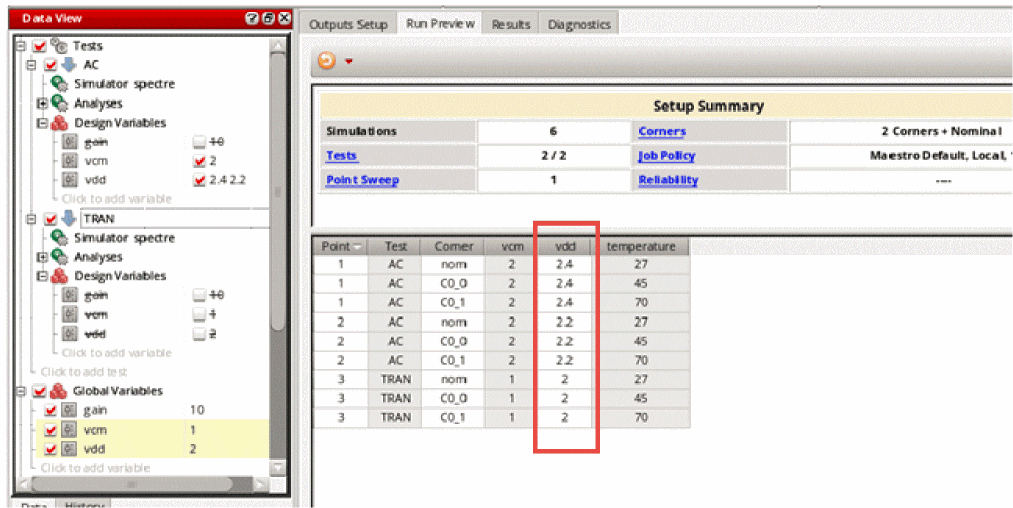 Data View
Tests
AC
Simulator spectre
Analyses
Design Variables
gain 10
vcm 2
vdd 2.4 2.2
Click to add variable
TRAN
Simulator spectre
Analyses
Design Variables
gain 10
vcm 1
vdd 2
Click to add variable
Click to add test
Global Variables
gain 10
vcm 1
vdd 2
Click to add variable
Data History
Outputs Setup Run Preview Results Diagnostics
Setup Summary
Simulations 6 Corners 2 Corners + Nominal
Tests 2 / 2 Job Policy Maestro Default, Local,
Point Sweep 1 Reliability ----
Point Test Corner vcm vdd temperature
1 AC nom 2 2.4 27
1 AC C0_0 2 2.4 45
1 AC C0_1 2 2.4 70
2 AC nom 2 2.2 27
2 AC C0_0 2 2.2 45
2 AC C0_1 2 2.2 70
3 TRAN nom 1 2 27
3 TRAN C0_0 1 2 45
3 TRAN C0_1 1 2 70